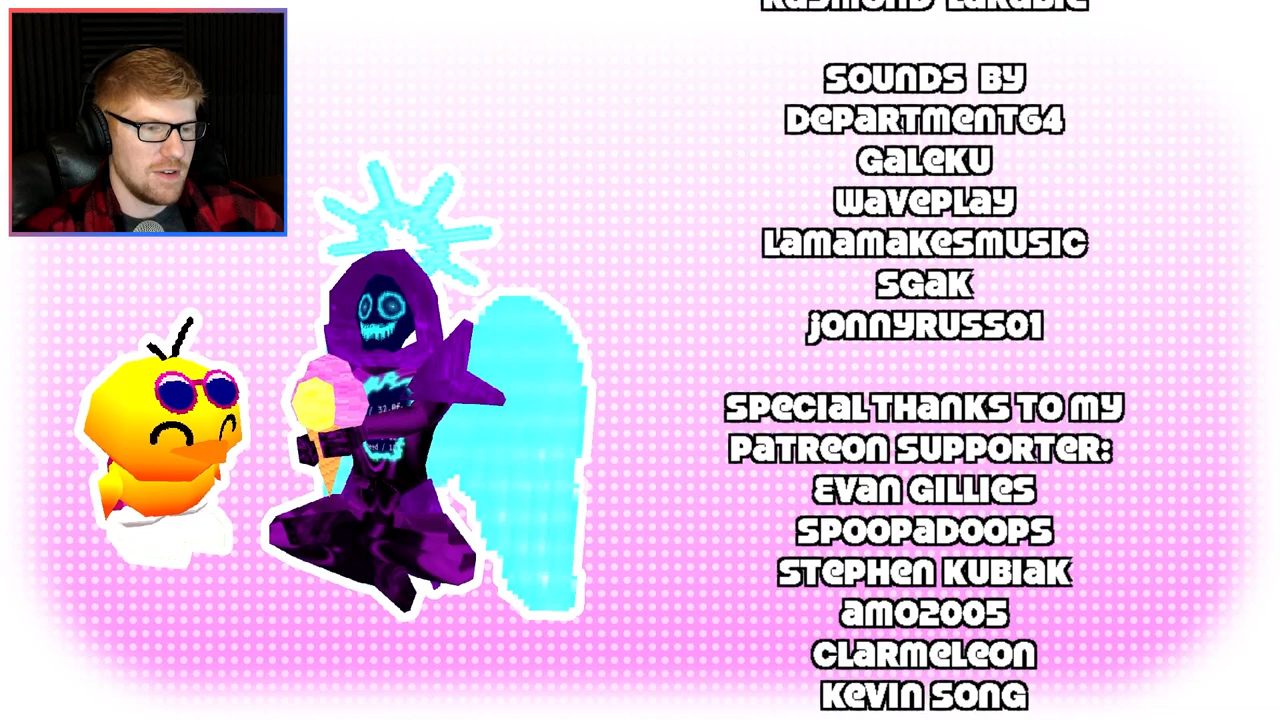 SOUNDS BY
DEPARTMENT64
GALEKU
WAVEPLAY
LAMAMAKESMUSIC
SGAK
JONNYRUSS01
SPECIAL THANKS TO MY
PATREON SUPPORTER:
EVAN GILLIES
SPOOPADOOPS
STEPHEN KUBIAK
AMO2005
CLARMELEON
KEVIN SONG